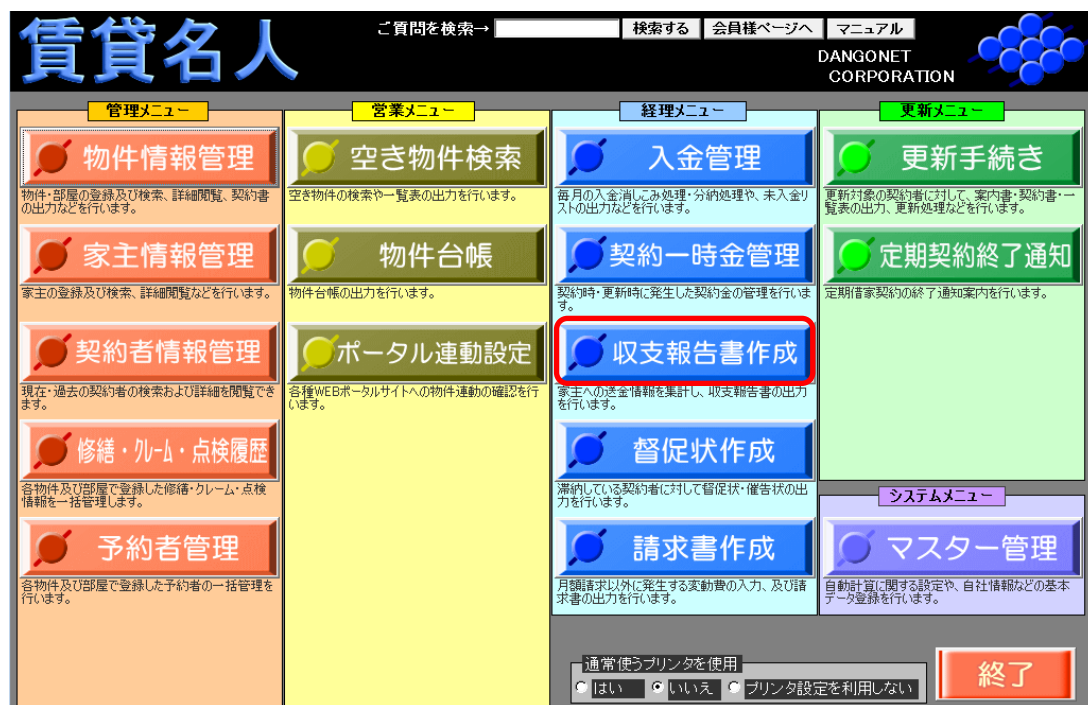 賃貸名人
ご質問を検索→
検索する
会員様ページへ
マニュアル
DANGONET
CORPORATION
管理メニュー
物件情報管理
物件・部屋の登録及び検索、詳細閲覧、契約書
の出力などを行います。
家主情報管理
家主の登録及び検索、詳細閲覧などを行います。
契約者情報管理
現在・過去の契約者の検索および詳細を閲覧でき
ます。
修繕・クレーム・点検履歴
各物件及び部屋で登録した修繕・クレーム・点検
情報を一括管理します。
予約者管理
各物件及び部屋で登録した予約者の一括管理を
行います。
営業メニュー
空き物件検索
空き物件の検索や一覧表の出力を行います。
物件台帳
物件台帳の出力を行います。
ポータル連動設定
各種WEBポータルサイトへの物件連動の確認を行
います。
経理メニュー
入金管理
毎月の入金消しこみ処理・分納処理や、未入金リ
ストの出力などを行います。
契約一時金管理
契約時・更新時に発生した契約金の管理を行いま
す。
収支報告書作成
家主への送金情報を集計し、収支報告書の出力
を行います。
督促状作成
滞納している契約者に対して督促状・催告状の出
力を行います。
請求書作成
月額請求以外に発生する変動費の入力、及び請
求書の出力を行います。
更新メニュー
更新手続き
更新対象の契約者に対して、案内書・契約書・一
覧表の出力、更新処理などを行います。
定期契約終了通知
定期借家契約の終了通知案内を行います。
システムメニュー
マスター管理
自動計算に関する設定や、自社情報などの基本
データ登録を行います。
通常使うプリンタを使用
はい
いいえ
プリンタ設定を利用しない
終了